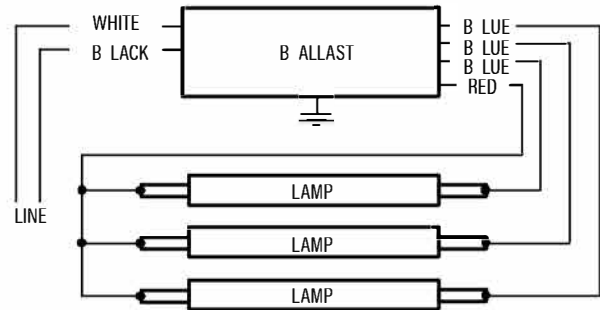 WHITE
B LACK
B ALLAST
B LUE
B LUE
B LUE
RED
LINE
LAMP
LAMP
LAMP